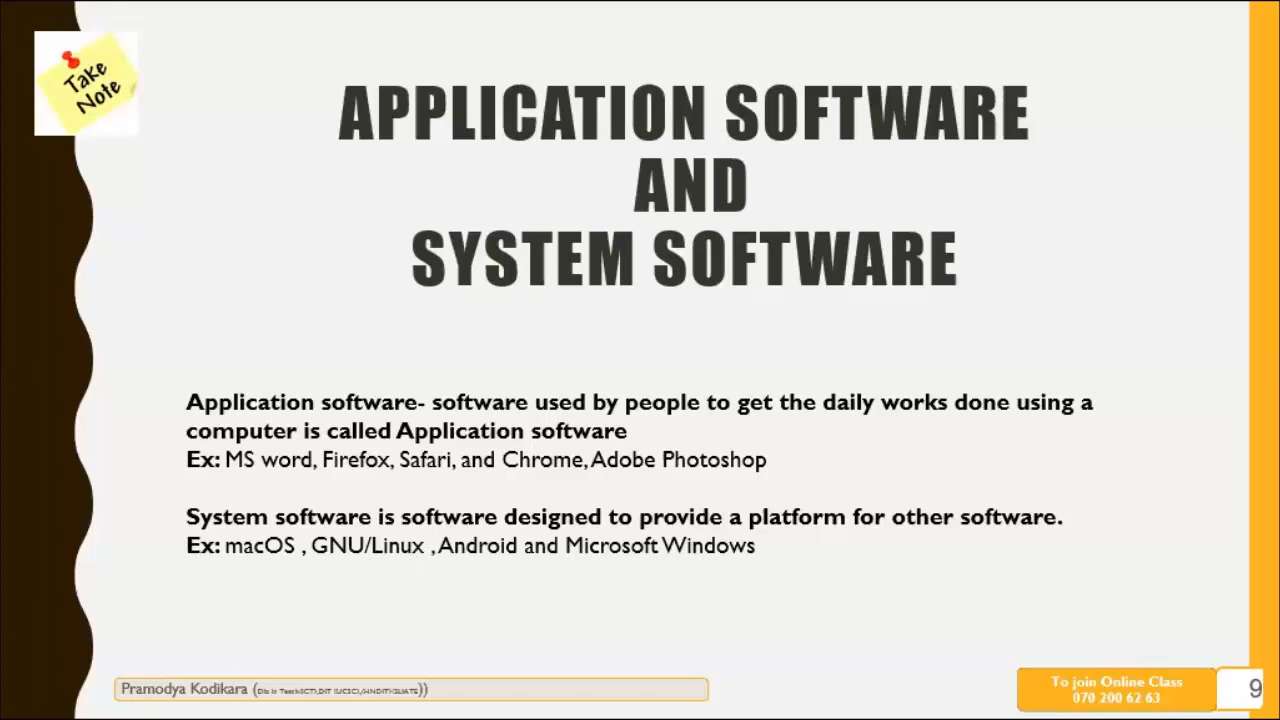 Take
Note
APPLICATION SOFTWARE
AND
SYSTEM SOFTWARE
Application software- software used by people to get the daily works done using a
computer is called Application software
Ex: MS word, Firefox, Safari, and Chrome, Adobe Photoshop
System software is software designed to provide a platform for other software.
Ex: macOS , GNU/Linux , Android and Microsoft Windows
Pramodya Kodikara
To join Online Class
070 200 62 63
9